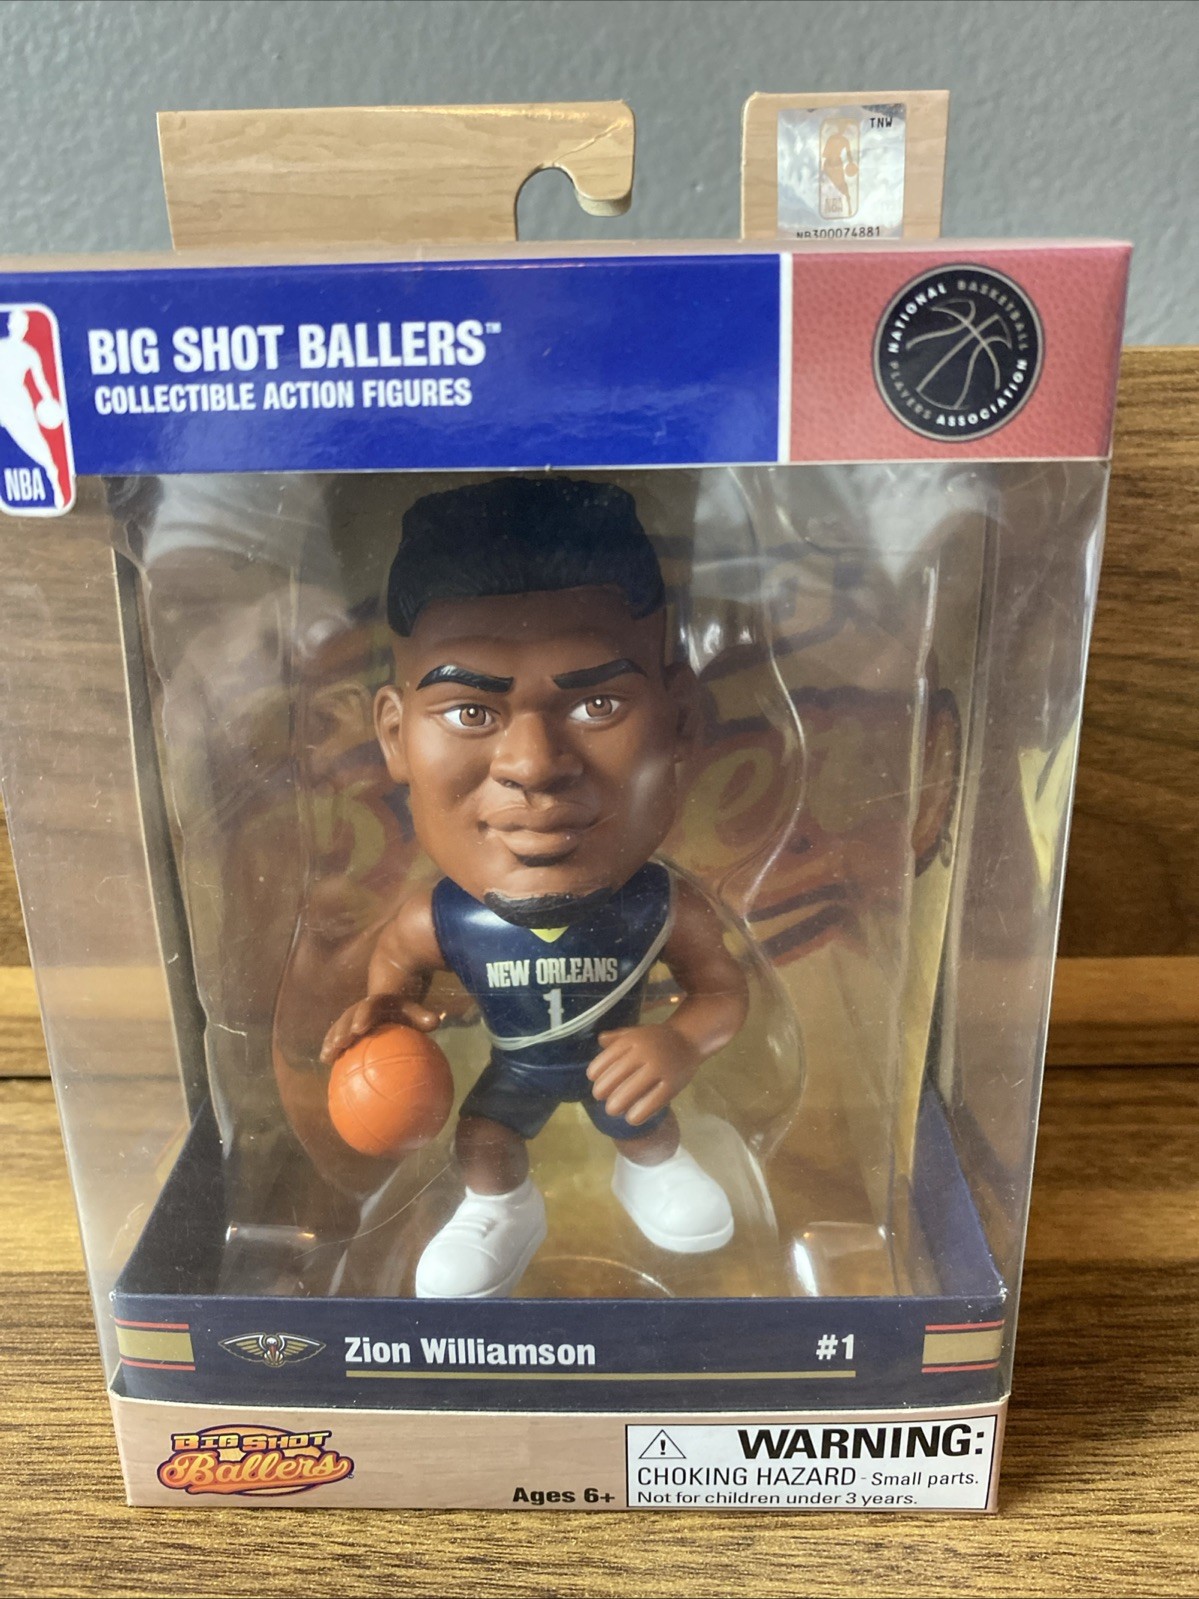 TNW
NB300074881
BIG SHOT BALLERS™
COLLECTIBLE ACTION FIGURES
NBA
NATIONAL BASKETBALL
PLAYERS ASSOCIATION
NEW ORLEANS
1
Zion Williamson
#1
BIG SHOT
Ballers
Ages 6+
WARNING:
CHOKING HAZARD - Small parts.
Not for children under 3 years.